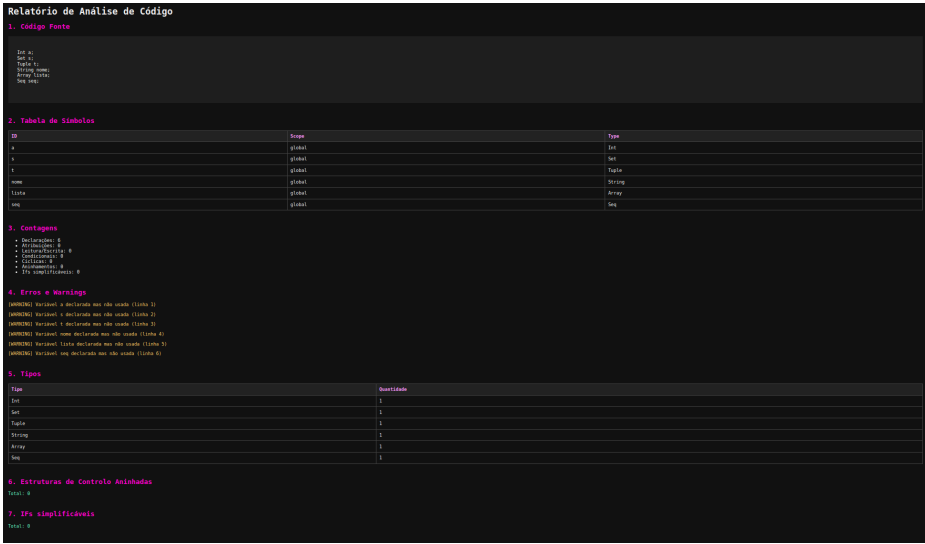 Relatório de Análise de Código
1. Código Fonte
Int a;
Set s;
Tuple t;
String nome;
Array lista;
Seq seq;
2. Tabela de Símbolos
ID Scope Type
a global Int
s global Set
t global Tuple
nome global String
lista global Array
seq global Seq
3. Contagens
• Declarações: 6
• Atribuições: 0
• Leitura/Escrita: 0
• Condicionais: 0
• Cíclicas: 0
• Aninhamentos: 0
• Ifs simplificáveis: 0
4. Erros e Warnings
[WARNING] Variável a declarada mas não usada (linha 1)
[WARNING] Variável s declarada mas não usada (linha 2)
[WARNING] Variável t declarada mas não usada (linha 3)
[WARNING] Variável nome declarada mas não usada (linha 4)
[WARNING] Variável lista declarada mas não usada (linha 5)
[WARNING] Variável seq declarada mas não usada (linha 6)
5. Tipos
Tipo Quantidade
Int 1
Set 1
Tuple 1
String 1
Array 1
Seq 1
6. Estruturas de Controlo Aninhadas
Total: 0
7. IFs simplificáveis
Total: 0